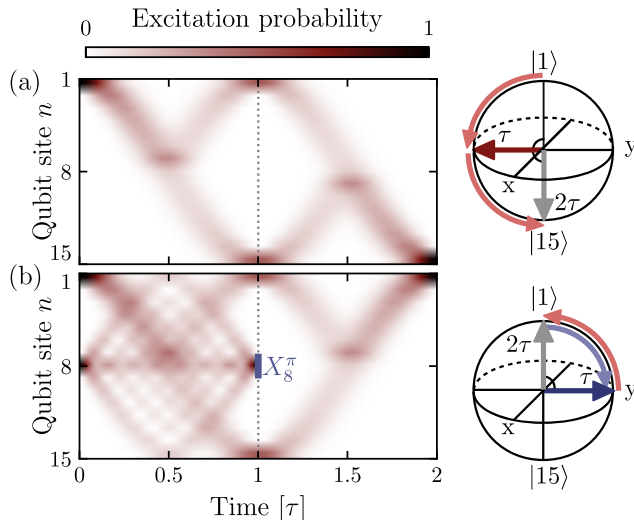 Excitation probability
0 1
(a)
Qubit site n
1
8
15
|1⟩
τ
y
x
2τ
|15⟩
(b)
Qubit site n
1
8
15
X₈^π
0 0.5 1 1.5 2
Time [τ]
|1⟩
2τ
τ
y
x
|15⟩